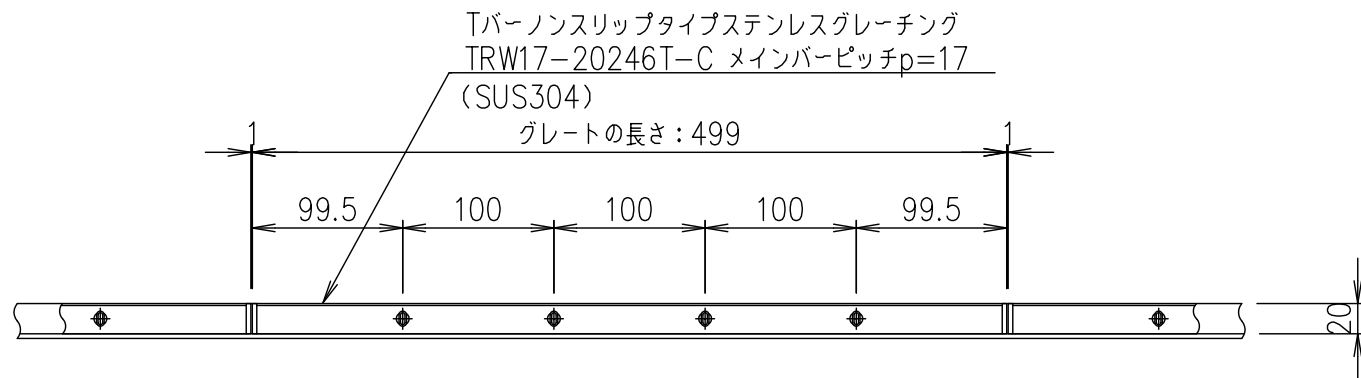 Tバーノンスリップタイプステンレスグレーチング
TRW17-20246T-C メインバーピッチp=17
(SUS304)
1 グレートの長さ:499 1
99.5 100 100 100 99.5
20